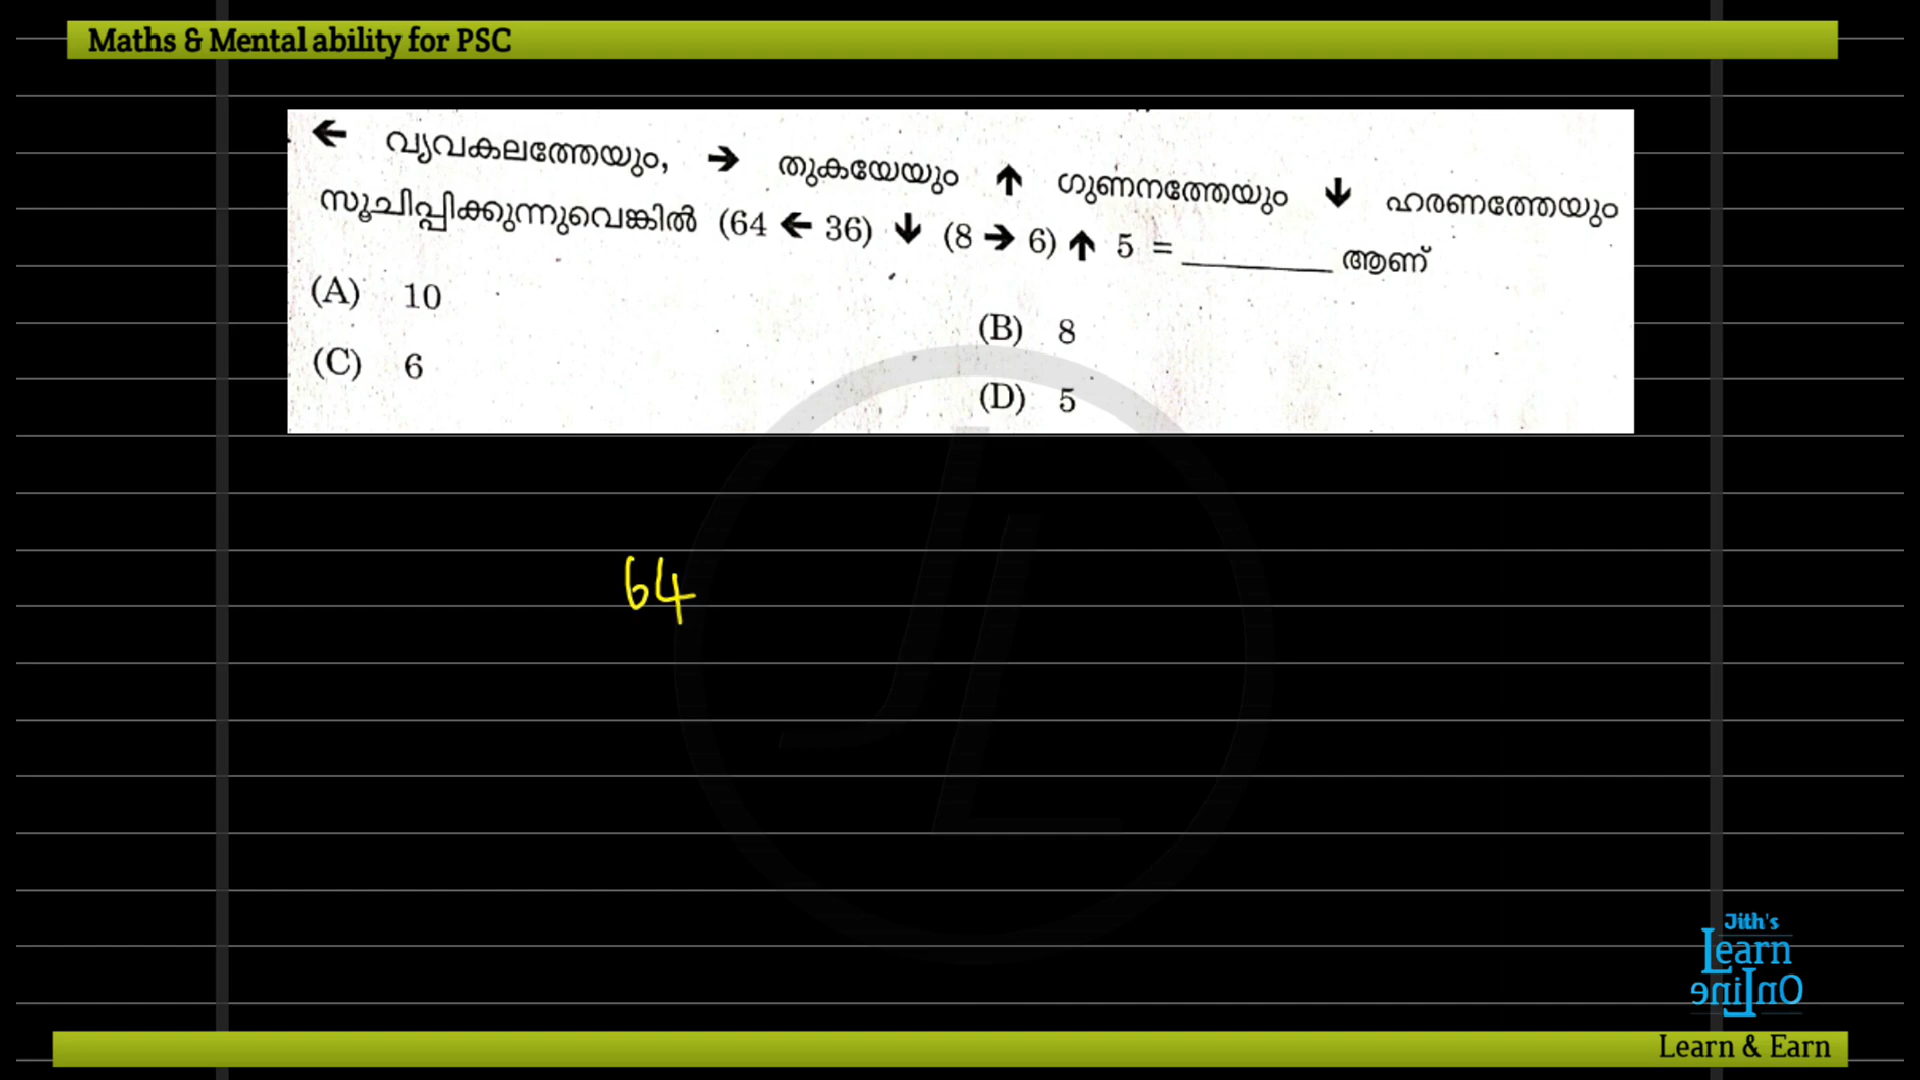 Maths & Mental ability for PSC
← വ്യവകലത്തേയും, → തുകയേയും ↑ ഗുണനത്തേയും ↓ ഹരണത്തേയും
സൂചിപ്പിക്കുന്നുവെങ്കിൽ (64 ← 36) ↓ (8 → 6) ↑ 5 = ________ ആണ്
(A) 10
(B) 8
(C) 6
(D) 5
64
Jith's
Learn
OnLine
Learn & Earn